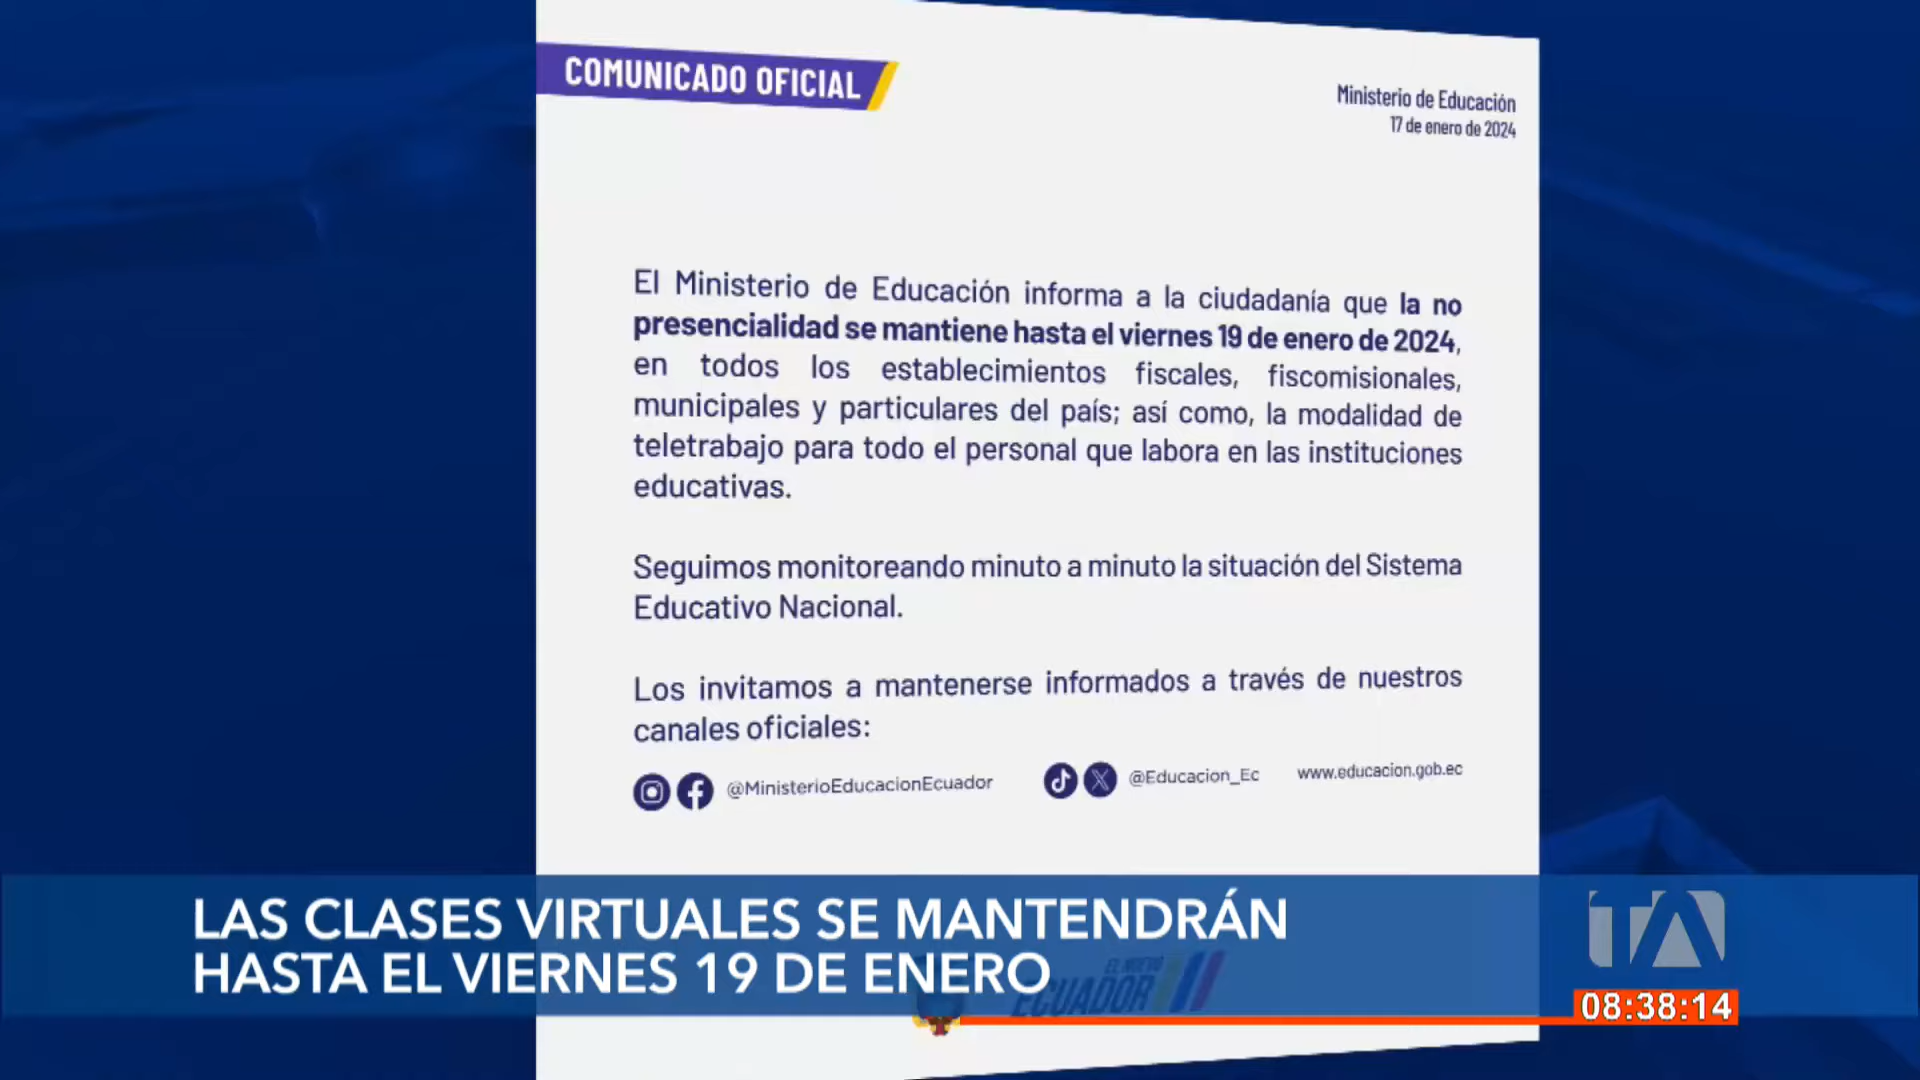 COMUNICADO OFICIAL
Ministerio de Educación
17 de enero de 2024
El Ministerio de Educación informa a la ciudadanía que la no
presencialidad se mantiene hasta el viernes 19 de enero de 2024,
en todos los establecimientos fiscales, fiscomisionales,
municipales y particulares del país; así como, la modalidad de
teletrabajo para todo el personal que labora en las instituciones
educativas.
Seguimos monitoreando minuto a minuto la situación del Sistema
Educativo Nacional.
Los invitamos a mantenerse informados a través de nuestros
canales oficiales:
@MinisterioEducacionEcuador @Educacion_Ec www.educacion.gob.ec
LAS CLASES VIRTUALES SE MANTENDRÁN
HASTA EL VIERNES 19 DE ENERO
EL NUEVO
ECUADOR
TA
08:38:14